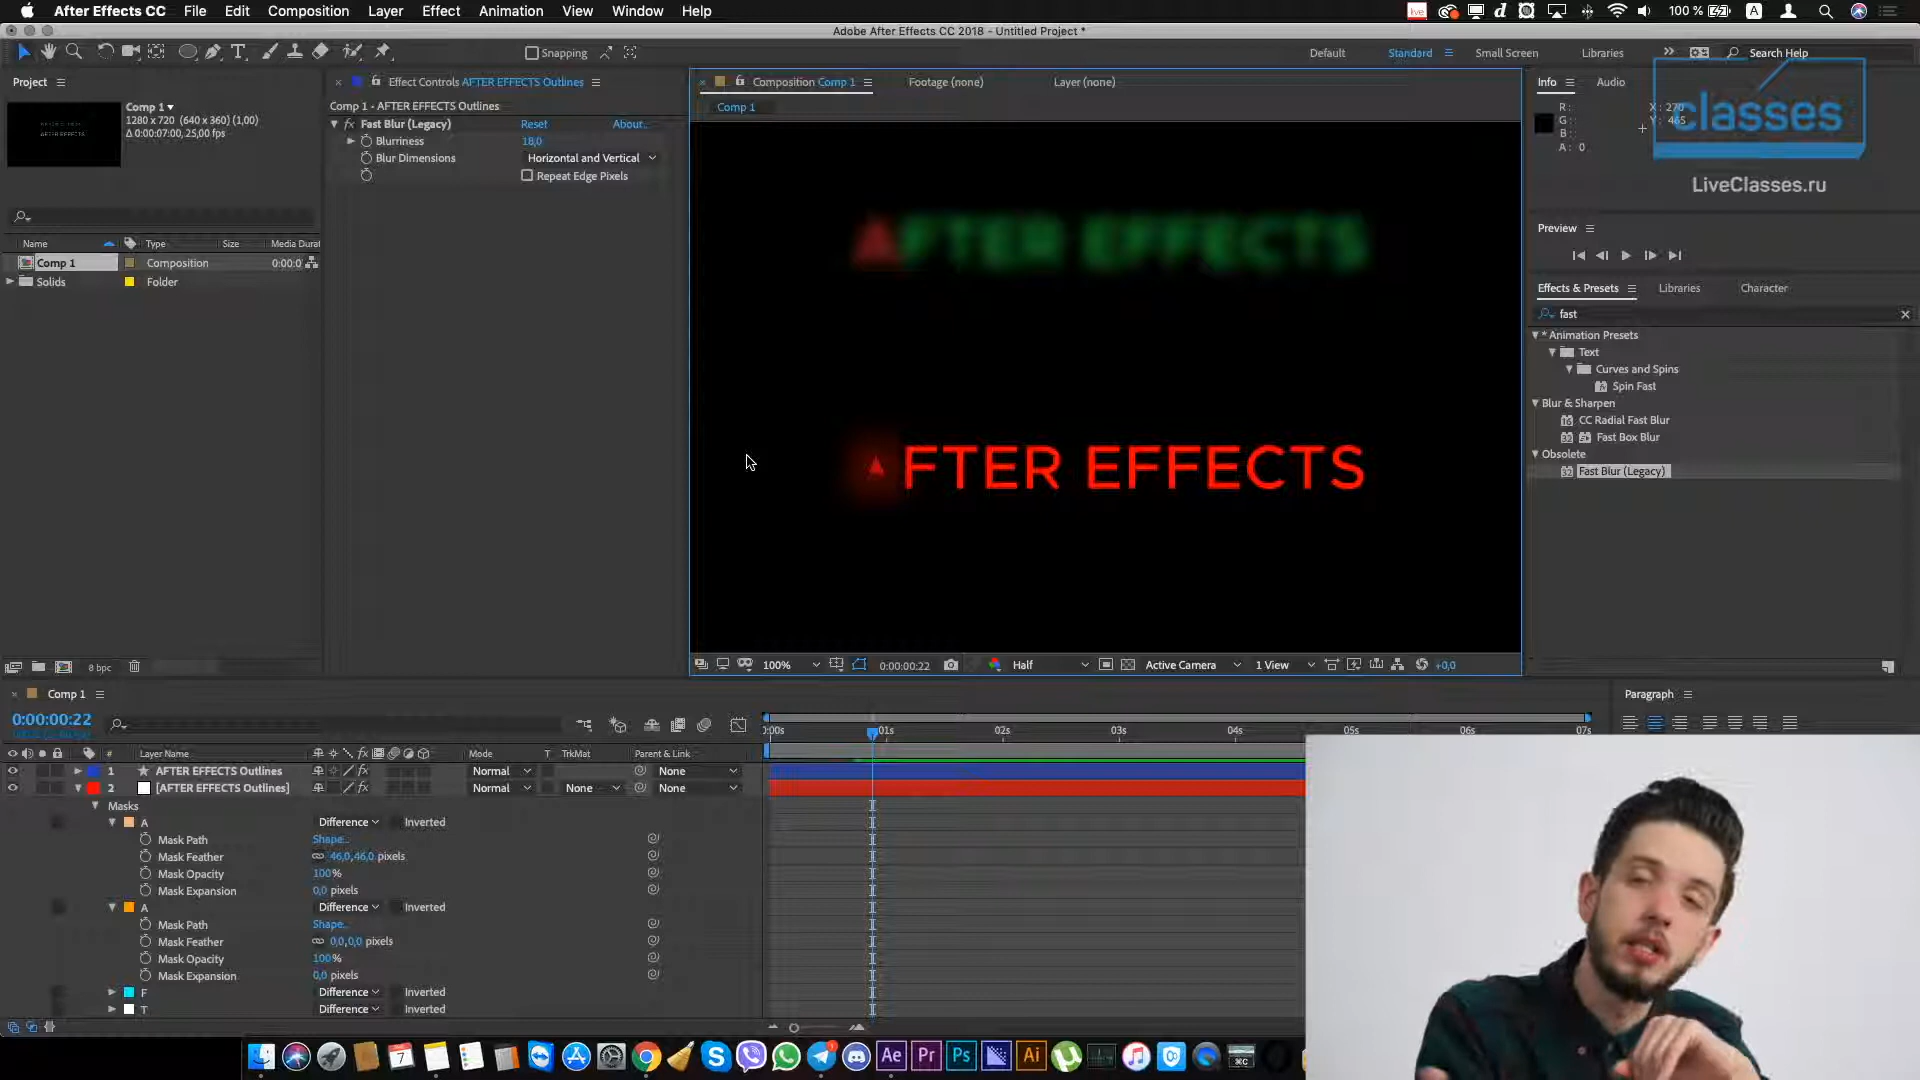 After Effects CC File Edit Composition Layer Effect Animation View Window Help 100 % A
Adobe After Effects CC 2018 - Untitled Project *
Snapping Default Standard Small Screen Libraries Search Help
Project Effect Controls AFTER EFFECTS Outlines Composition Comp 1 Footage (none) Layer (none) Info Audio
Comp 1 - AFTER EFFECTS Outlines Comp 1
Comp 1
1280 x 720 (640 x 360) (1,00)
Δ 0:00:07:00, 25,00 fps
Fast Blur (Legacy) Reset About..
Blurriness 18,0
Blur Dimensions Horizontal and Vertical
Repeat Edge Pixels
R: X: 270
G: Y: 465
B:
A: 0
classes
LiveClasses.ru
AFTER EFFECTS
AFTER EFFECTS
Preview
Effects & Presets Libraries Character
fast
* Animation Presets
Text
Curves and Spins
Spin Fast
Blur & Sharpen
CC Radial Fast Blur
Fast Box Blur
Obsolete
Fast Blur (Legacy)
Name Type Size Media Durat
Comp 1 Composition 0:00:0
Solids Folder
8 bpc
100% 0:00:00:22 Half Active Camera 1 View +0,0
Comp 1 Paragraph
0:00:00:22
:00s 01s 02s 03s 04s 05s 06s 07s
# Layer Name Mode T TrkMat Parent & Link
1 AFTER EFFECTS Outlines Normal None
2 [AFTER EFFECTS Outlines] Normal None None
Masks
A Difference Inverted
Mask Path Shape...
Mask Feather 46,0,46,0 pixels
Mask Opacity 100%
Mask Expansion 0,0 pixels
A Difference Inverted
Mask Path Shape...
Mask Feather 0,0,0,0 pixels
Mask Opacity 100%
Mask Expansion 0,0 pixels
F Difference Inverted
T Difference Inverted
7 Ae Pr Ps Ai